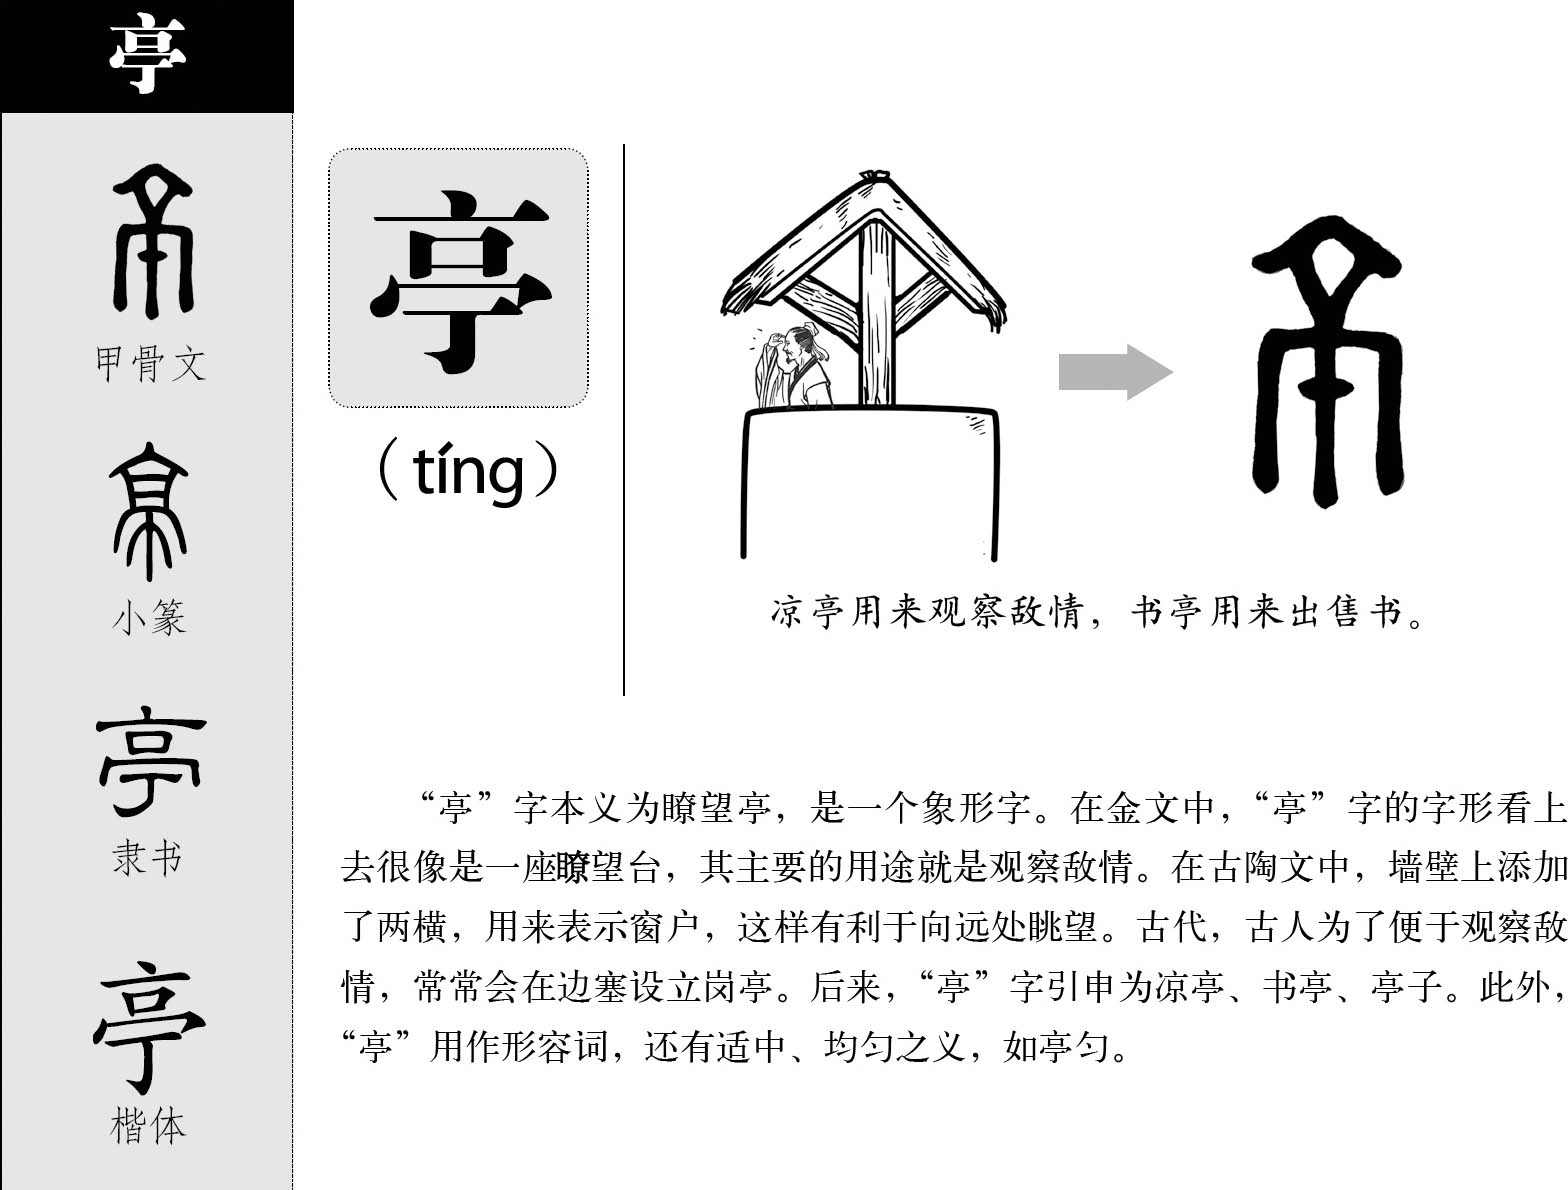 亭
甲骨文
小篆
隶书
楷体
亭
（tíng）
凉亭用来观察敌情，书亭用来出售书。
“亭”字本义为瞭望亭，是一个象形字。在金文中，“亭”字的字形看上
去很像是一座瞭望台，其主要的用途就是观察敌情。在古陶文中，墙壁上添加
了两横，用来表示窗户，这样有利于向远处眺望。古代，古人为了便于观察敌
情，常常会在边塞设立岗亭。后来，“亭”字引申为凉亭、书亭、亭子。此外，
“亭”用作形容词，还有适中、均匀之义，如亭匀。